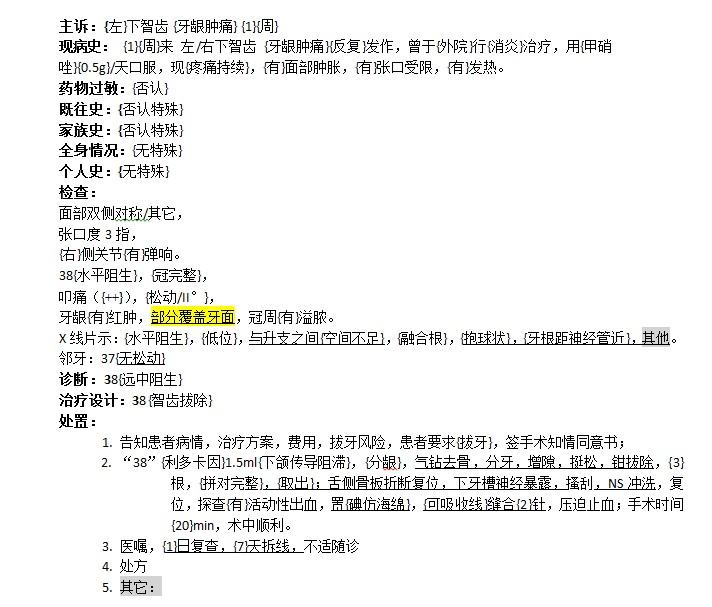 主诉：{左}下智齿 {牙龈肿痛} {1}{周}
现病史： {1}{周}来 左/右下智齿 {牙龈肿痛}{反复}发作，曾于{外院}行{消炎}治疗，用{甲硝
唑}{0.5g}/天口服，现{疼痛持续}，{有}面部肿胀，{有}张口受限，{有}发热。
药物过敏：{否认}
既往史：{否认特殊}
家族史：{否认特殊}
全身情况：{无特殊}
个人史：{无特殊}
检查：
面部双侧对称/其它，
张口度 3 指，
{右}侧关节{有}弹响。
38{水平阻生}，{冠完整}，
叩痛（{++}），{松动/II°}，
牙龈{有}红肿，部分覆盖牙面，冠周{有}溢脓。
X 线片示：{水平阻生}，{低位}，与升支之间{空间不足}，{融合根}，{抱球状}，{牙根距神经管近}，其他。
邻牙：37{无松动}
诊断：38{远中阻生}
治疗设计：38 {智齿拔除}
处置：
1. 告知患者病情，治疗方案，费用，拔牙风险，患者要求{拔牙}，签手术知情同意书；
2. “38”{利多卡因}1.5ml{下颌传导阻滞}，{分龈}，气钻去骨，分牙，增隙，挺松，钳拔除，{3}
根，{拼对完整}，{取出}；舌侧骨板折断复位，下牙槽神经暴露，搔刮，NS 冲洗，复
位，探查{有}活动性出血，置{碘仿海绵}，{可吸收线}缝合{2}针，压迫止血；手术时间
{20}min，术中顺利。
3. 医嘱，{1}日复查，{7}天拆线，不适随诊
4. 处方
5. 其它：